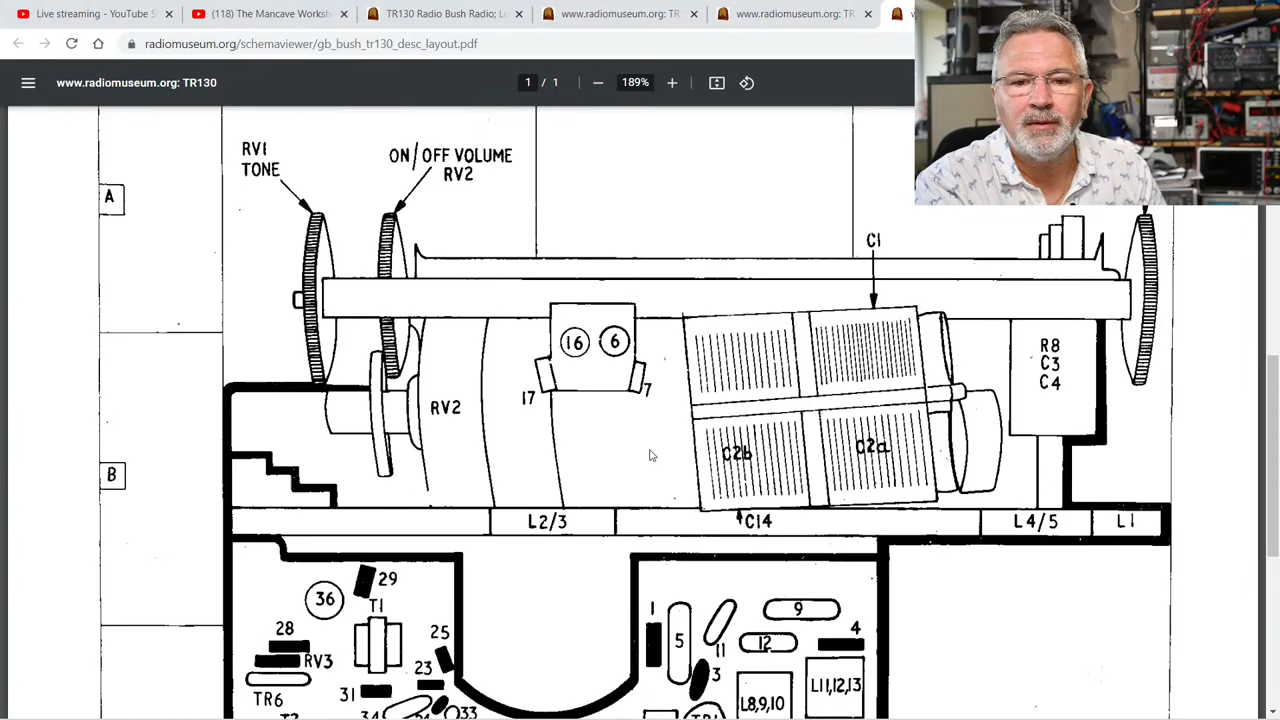 Live streaming - YouTube
(118) The Mancave Works
TR130 Radio Bush Radio; L
www.radiomuseum.org: TR
www.radiomuseum.org: TR
radiomuseum.org/schemaviewer/gb_bush_tr130_desc_layout.pdf
www.radiomuseum.org: TR130
1 / 1
189%
RV1
TONE
ON/OFF VOLUME
RV2
A
C1
16
6
17
7
R8
C3
C4
RV2
C2b
C2a
B
L2/3
C14
L4/5
L1
29
36
T1
28
25
RV3
23
TR6
31
33
1
5
11
9
12
4
3
L8,9,10
L11,12,13